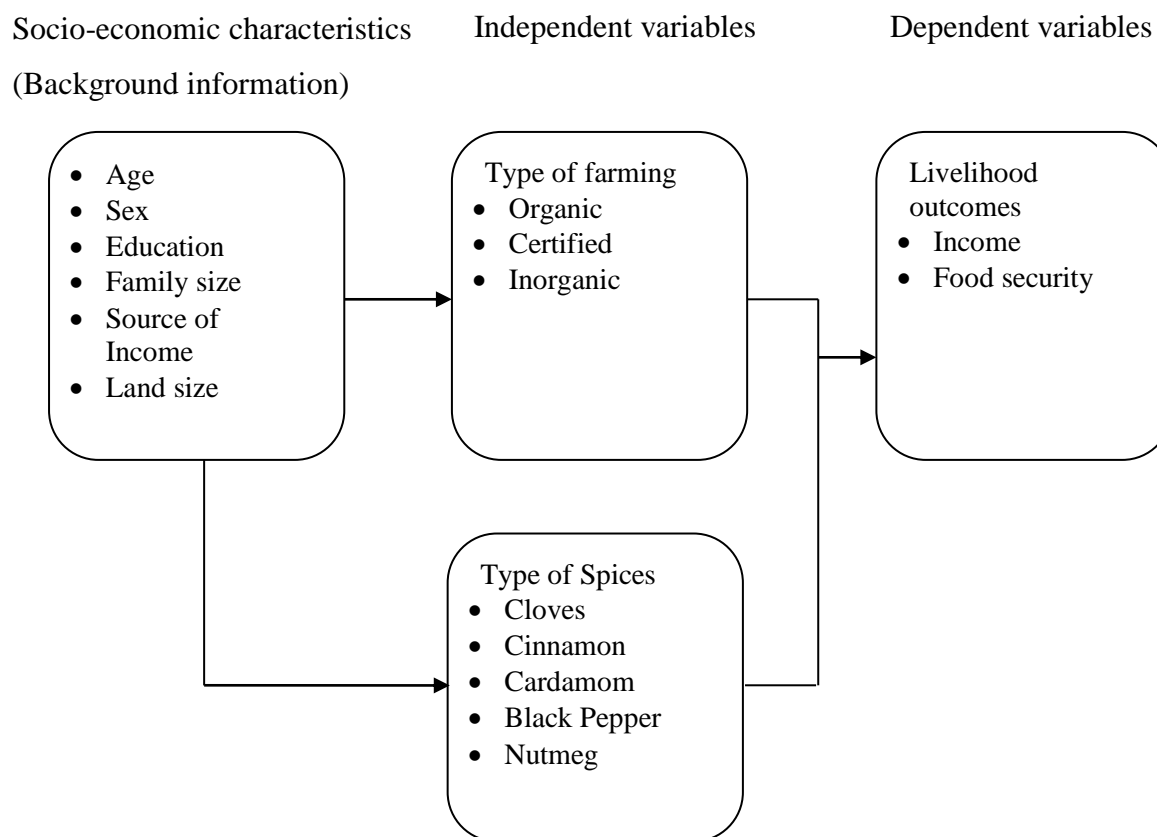 Socio-economic characteristics
(Background information)
Independent variables
Dependent variables
• Age
• Sex
• Education
• Family size
• Source of
Income
• Land size
Type of farming
• Organic
• Certified
• Inorganic
Livelihood
outcomes
• Income
• Food security
Type of Spices
• Cloves
• Cinnamon
• Cardamom
• Black Pepper
• Nutmeg